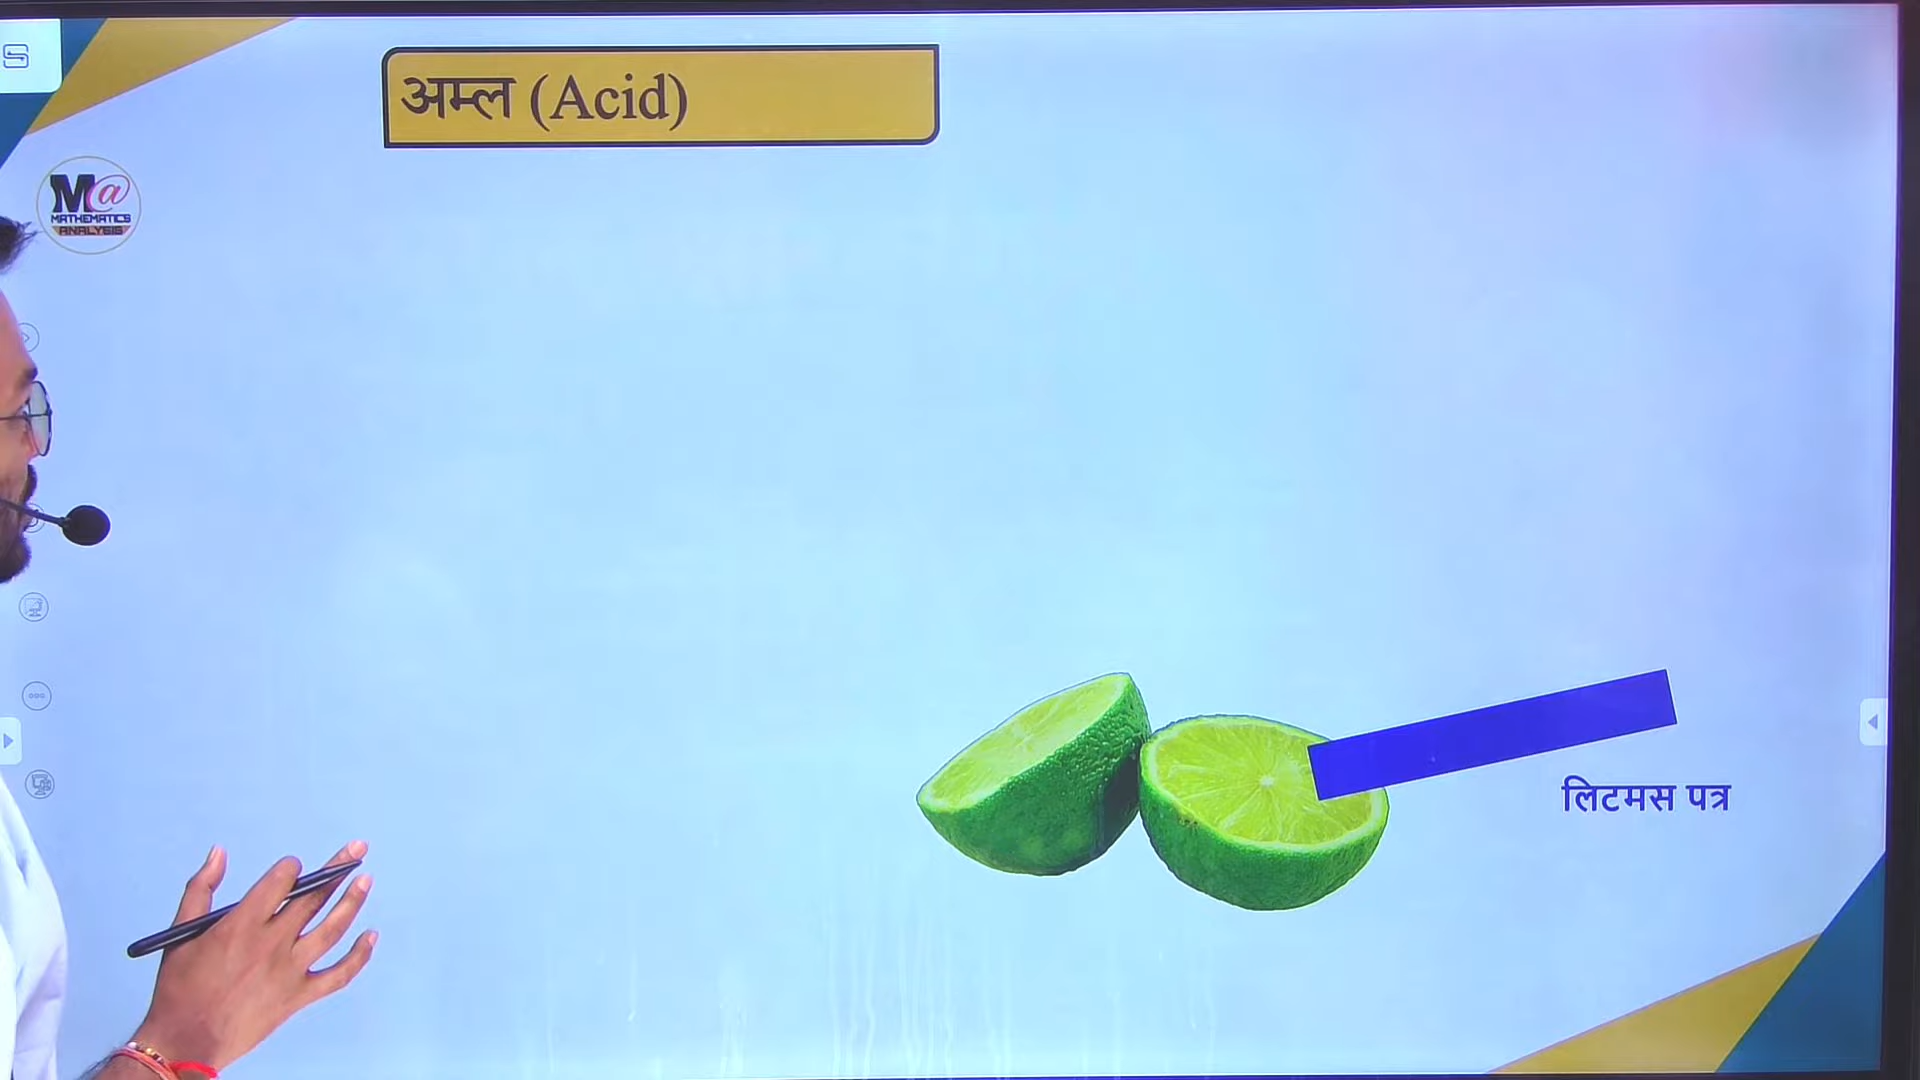 अम्ल (Acid)
M@
MATHEMATICS
ANALYSIS
लिटमस पत्र